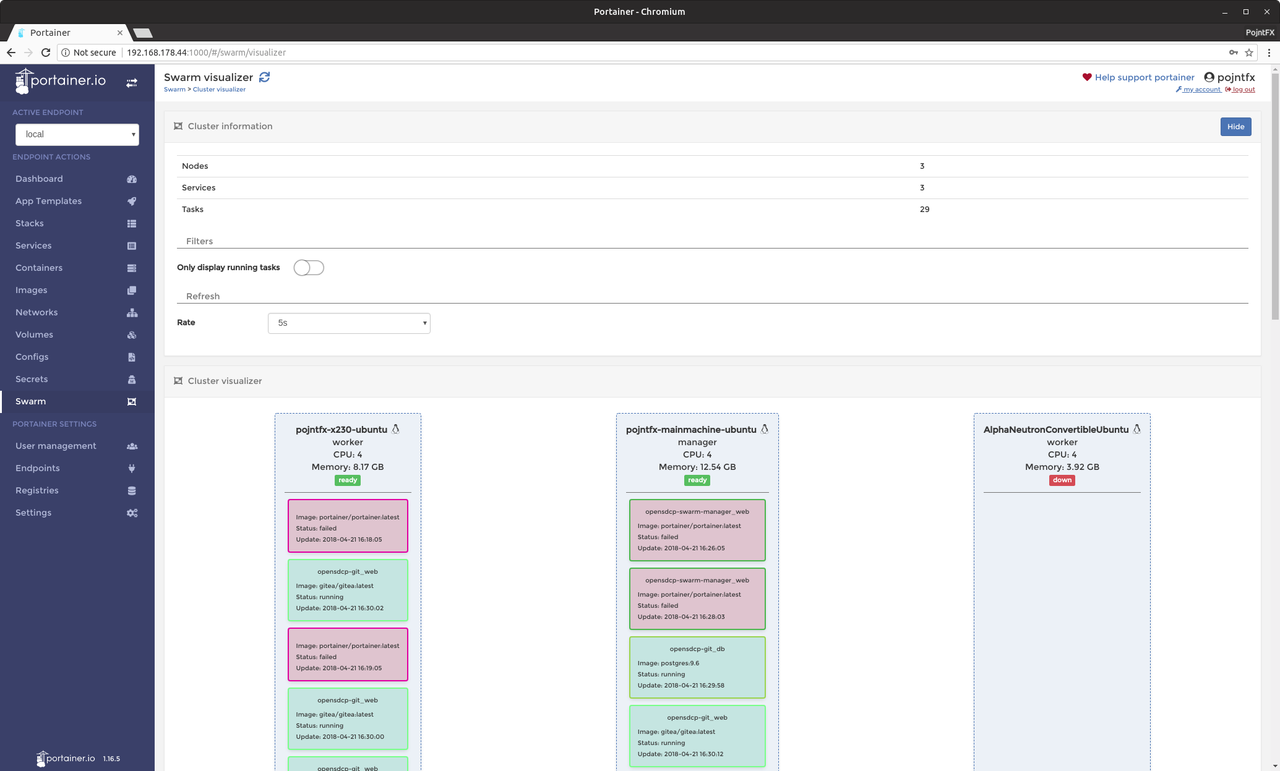 Portainer - Chromium
Portainer
PojntFX
Not secure
192.168.178.44:1000/#/swarm/visualizer
portainer.io
ACTIVE ENDPOINT
local
ENDPOINT ACTIONS
Dashboard
App Templates
Stacks
Services
Containers
Images
Networks
Volumes
Configs
Secrets
Swarm
PORTAINER SETTINGS
User management
Endpoints
Registries
Settings
portainer.io 1.16.5
Swarm visualizer
Swarm > Cluster visualizer
Help support portainer
pojntfx
my account
log out
Cluster information
Hide
Nodes 3
Services 3
Tasks 29
Filters
Only display running tasks
Refresh
Rate 5s
Cluster visualizer
pojntfx-x230-ubuntu
worker
CPU: 4
Memory: 8.17 GB
ready
Image: portainer/portainer:latest
Status: failed
Update: 2018-04-21 16:18:05
opensdcp-git_web
Image: gitea/gitea:latest
Status: running
Update: 2018-04-21 16:30:02
Image: portainer/portainer:latest
Status: failed
Update: 2018-04-21 16:19:05
opensdcp-git_web
Image: gitea/gitea:latest
Status: running
Update: 2018-04-21 16:30:00
opensdcp-git_web
pojntfx-mainmachine-ubuntu
manager
CPU: 4
Memory: 12.54 GB
ready
opensdcp-swarm-manager_web
Image: portainer/portainer:latest
Status: failed
Update: 2018-04-21 16:26:05
opensdcp-swarm-manager_web
Image: portainer/portainer:latest
Status: failed
Update: 2018-04-21 16:28:03
opensdcp-git_db
Image: postgres:9.6
Status: running
Update: 2018-04-21 16:29:58
opensdcp-git_web
Image: gitea/gitea:latest
Status: running
Update: 2018-04-21 16:30:12
AlphaNeutronConvertibleUbuntu
worker
CPU: 4
Memory: 3.92 GB
down